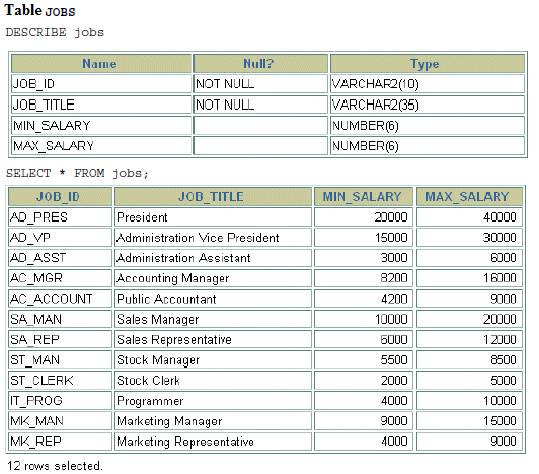 Table JOBS
DESCRIBE jobs
Name Null? Type
JOB_ID NOT NULL VARCHAR2(10)
JOB_TITLE NOT NULL VARCHAR2(35)
MIN_SALARY NUMBER(6)
MAX_SALARY NUMBER(6)
SELECT * FROM jobs;
JOB_ID JOB_TITLE MIN_SALARY MAX_SALARY
AD_PRES President 20000 40000
AD_VP Administration Vice President 15000 30000
AD_ASST Administration Assistant 3000 6000
AC_MGR Accounting Manager 8200 16000
AC_ACCOUNT Public Accountant 4200 9000
SA_MAN Sales Manager 10000 20000
SA_REP Sales Representative 6000 12000
ST_MAN Stock Manager 5500 8500
ST_CLERK Stock Clerk 2000 5000
IT_PROG Programmer 4000 10000
MK_MAN Marketing Manager 9000 15000
MK_REP Marketing Representative 4000 9000
12 rows selected.